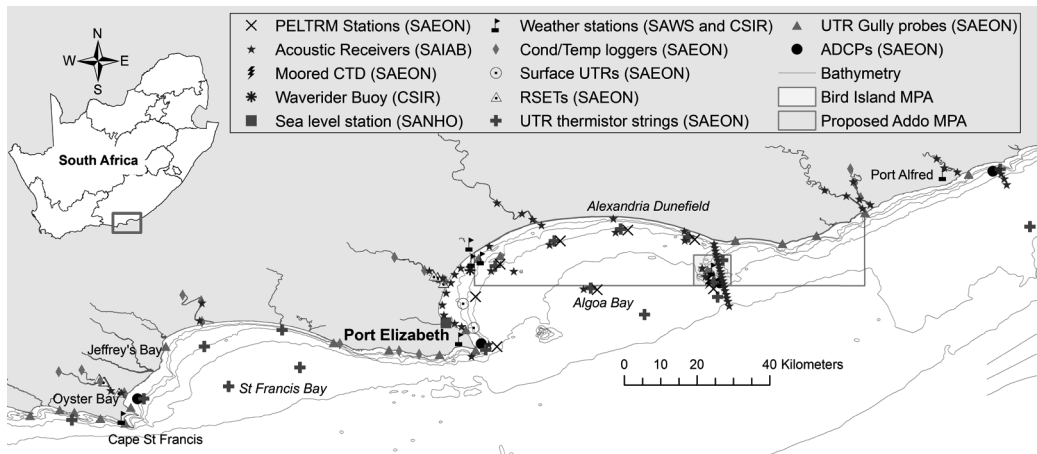 N
W E
S
South Africa
PELTRM Stations (SAEON)
Acoustic Receivers (SAIAB)
Moored CTD (SAEON)
Waverider Buoy (CSIR)
Sea level station (SANHO)
Weather stations (SAWS and CSIR)
Cond/Temp loggers (SAEON)
Surface UTRs (SAEON)
RSETs (SAEON)
UTR thermistor strings (SAEON)
UTR Gully probes (SAEON)
ADCPs (SAEON)
Bathymetry
Bird Island MPA
Proposed Addo MPA
Port Alfred
Alexandria Dunefield
Algoa Bay
Port Elizabeth
Jeffrey's Bay
St Francis Bay
Oyster Bay
Cape St Francis
0 10 20 40 Kilometers